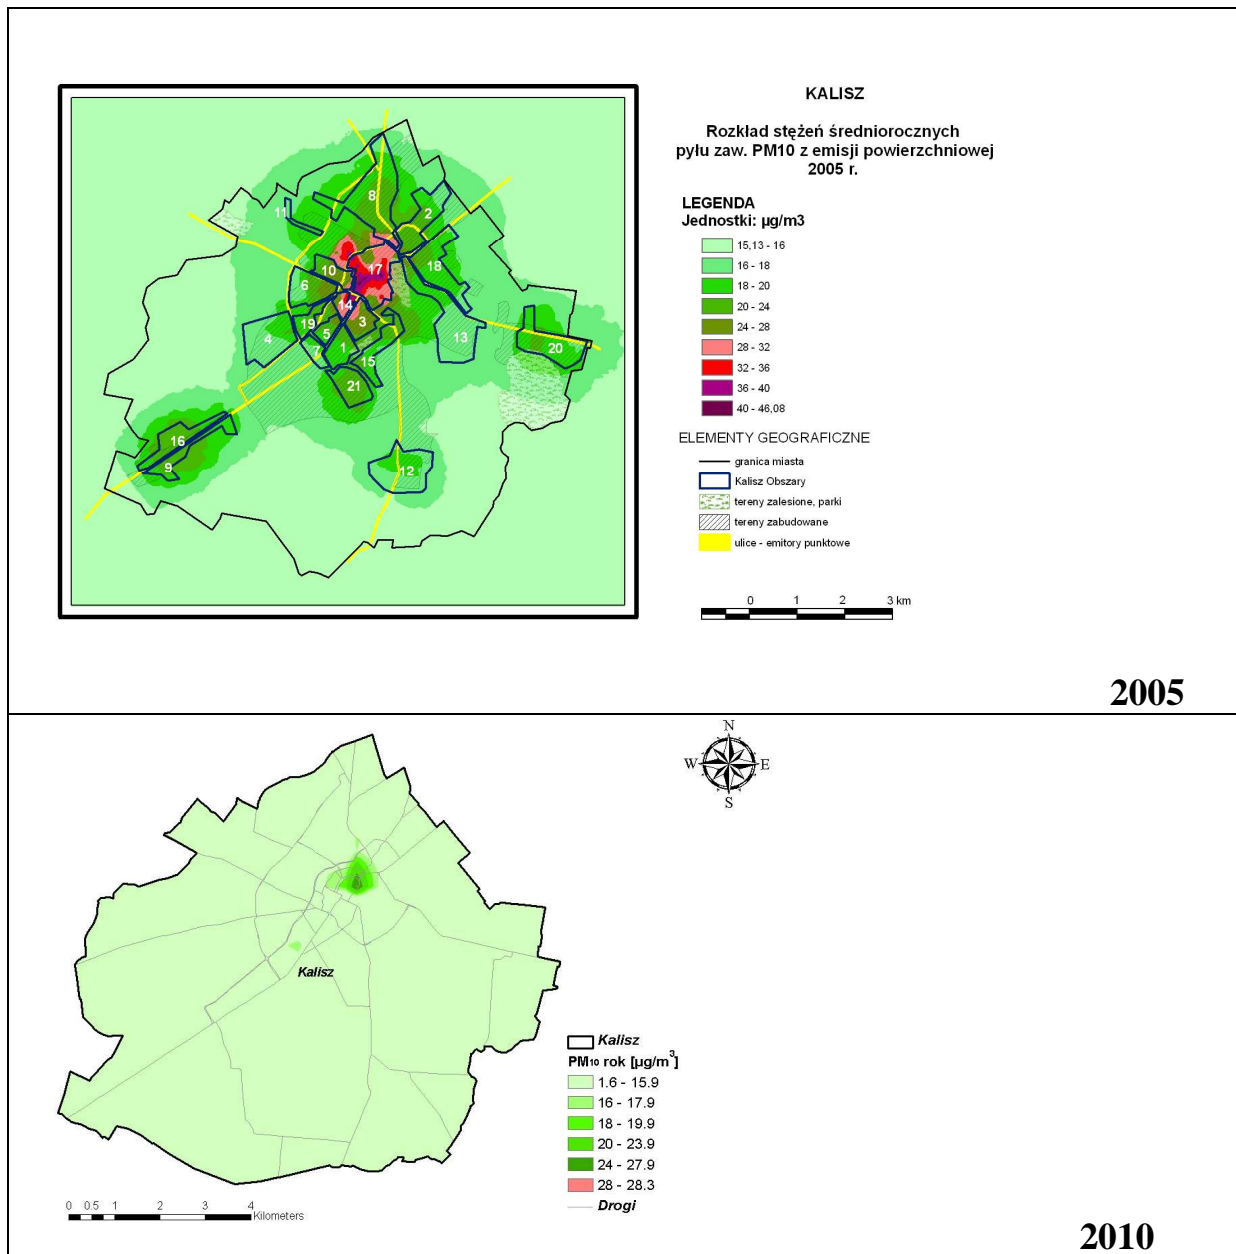 KALISZ
Rozkład stężeń średniorocznych
pyłu zaw. PM10 z emisji powierzchniowej
2005 r.
LEGENDA
Jednostki: µg/m3
15,13 - 16
16 - 18
18 - 20
20 - 24
24 - 28
28 - 32
32 - 36
36 - 40
40 - 46,08
ELEMENTY GEOGRAFICZNE
granica miasta
Kalisz Obszary
tereny zalesione, parki
tereny zabudowane
ulice - emitory punktowe
0 1 2 3 km
8
2
11
17
18
10
6
14
3
19
5
4
7
1
15
13
20
21
16
9
12
2005
N
W E
S
Kalisz
Kalisz
PM10 rok [µg/m³]
1.6 - 15.9
16 - 17.9
18 - 19.9
20 - 23.9
24 - 27.9
28 - 28.3
Drogi
0 0.5 1 2 3 4
Kilometers
2010